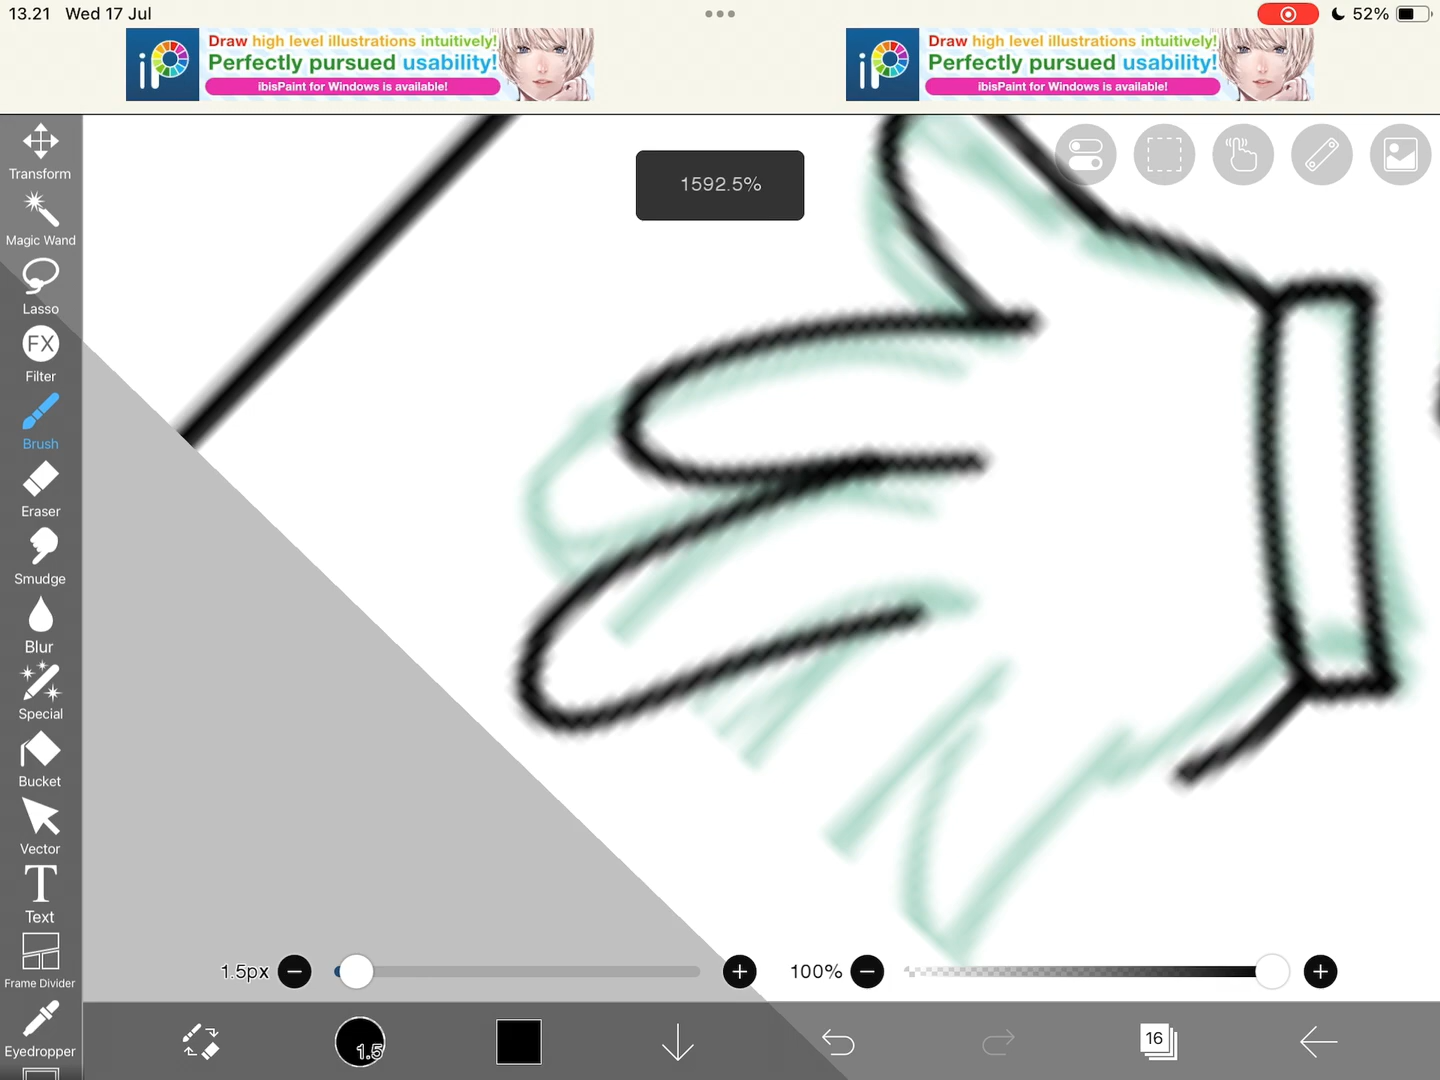 13.21 Wed 17 Jul
52%
iP
Draw high level illustrations intuitively!
Perfectly pursued usability!
ibisPaint for Windows is available!
iP
Draw high level illustrations intuitively!
Perfectly pursued usability!
ibisPaint for Windows is available!
Transform
Magic Wand
Lasso
FX
Filter
Brush
Eraser
Smudge
Blur
Special
Bucket
Vector
T
Text
Frame Divider
Eyedropper
1592.5%
1.5px
100%
1.5
16